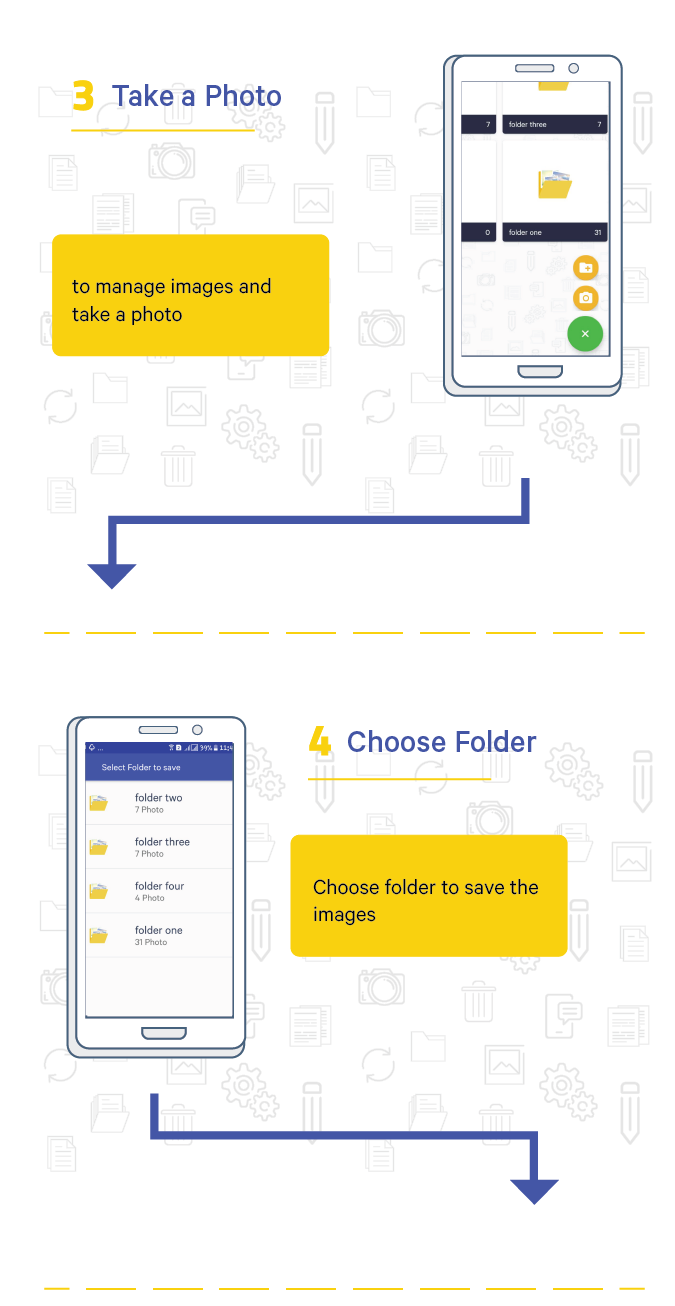 3 Take a Photo
7 folder three 7
0 folder one 31
to manage images and
take a photo
4 Choose Folder
... 39% 11:4
Select Folder to save
folder two
7 Photo
folder three
7 Photo
folder four
4 Photo
folder one
31 Photo
Choose folder to save the
images